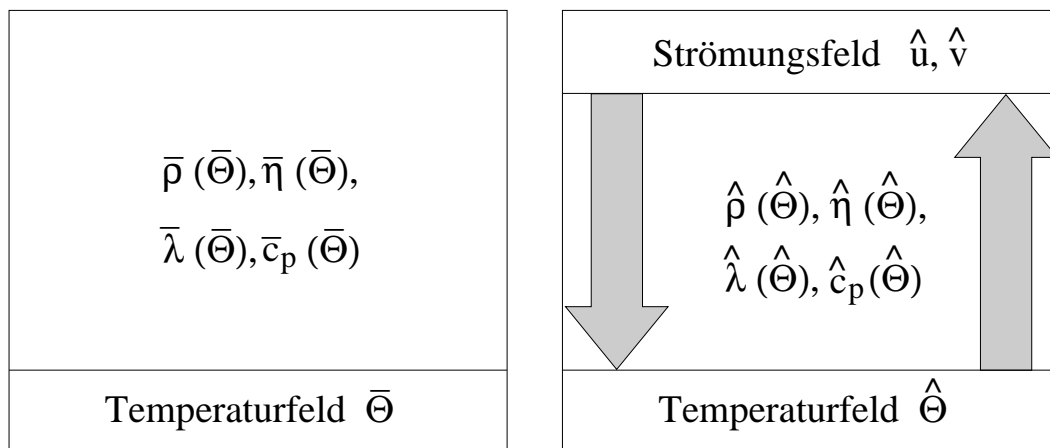 ρ̄ (Θ̄), η̄ (Θ̄),
λ̄ (Θ̄), c̄ₚ (Θ̄)
Temperaturfeld Θ̄
Strömungsfeld û, v̂
ρ̂ (Θ̂), η̂ (Θ̂),
λ̂ (Θ̂), ĉₚ(Θ̂)
Temperaturfeld Θ̂